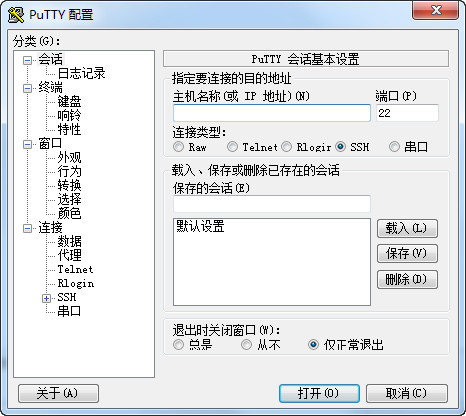 PuTTY 配置
分类(G):
会话
日志记录
终端
键盘
响铃
特性
窗口
外观
行为
转换
选择
颜色
连接
数据
代理
Telnet
Rlogin
SSH
串口
PuTTY 会话基本设置
指定要连接的目的地址
主机名称(或 IP 地址)(N) 端口(P)
22
连接类型:
Raw Telnet Rlogir SSH 串口
载入、保存或删除已存在的会话
保存的会话(E)
默认设置
载入(L)
保存(V)
删除(D)
退出时关闭窗口(W):
总是 从不 仅正常退出
关于(A) 打开(O) 取消(C)